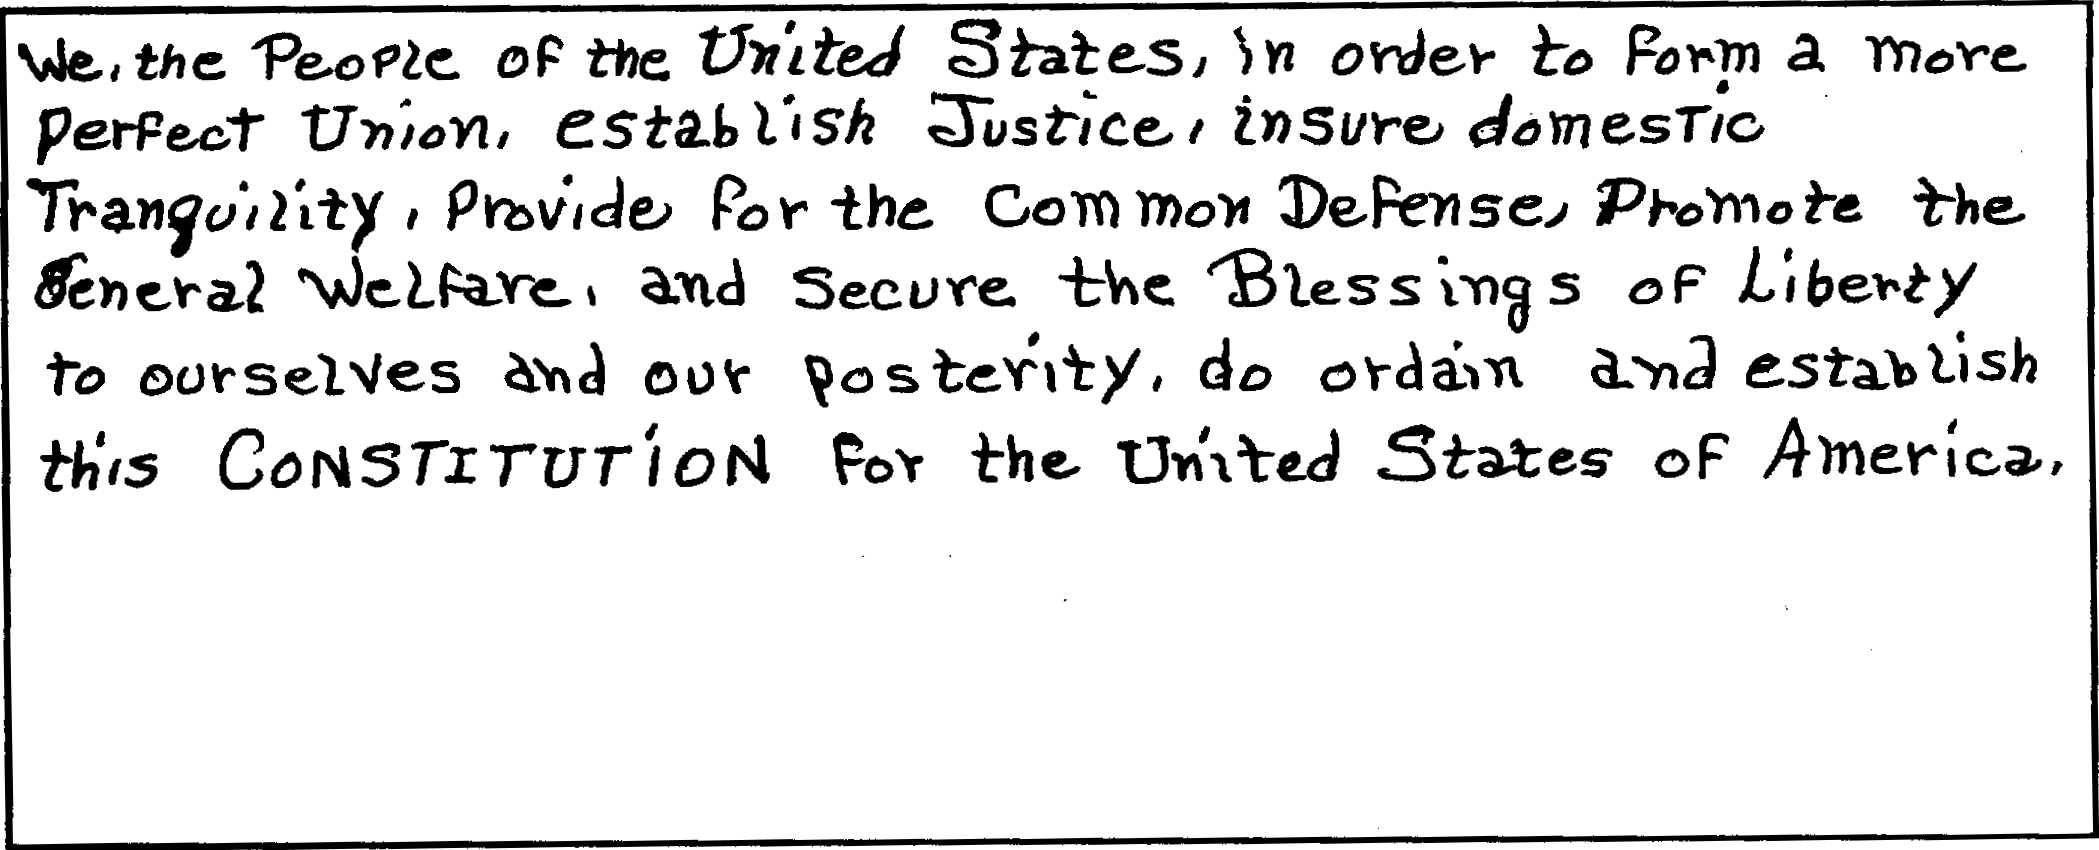 We, the People of the United States, in order to form a more
perfect Union, establish Justice, insure domestic
Tranquility, Provide for the Common Defense, Promote the
General Welfare, and secure the Blessings of Liberty
to ourselves and our posterity, do ordain and establish
this CONSTITUTION for the United States of America.